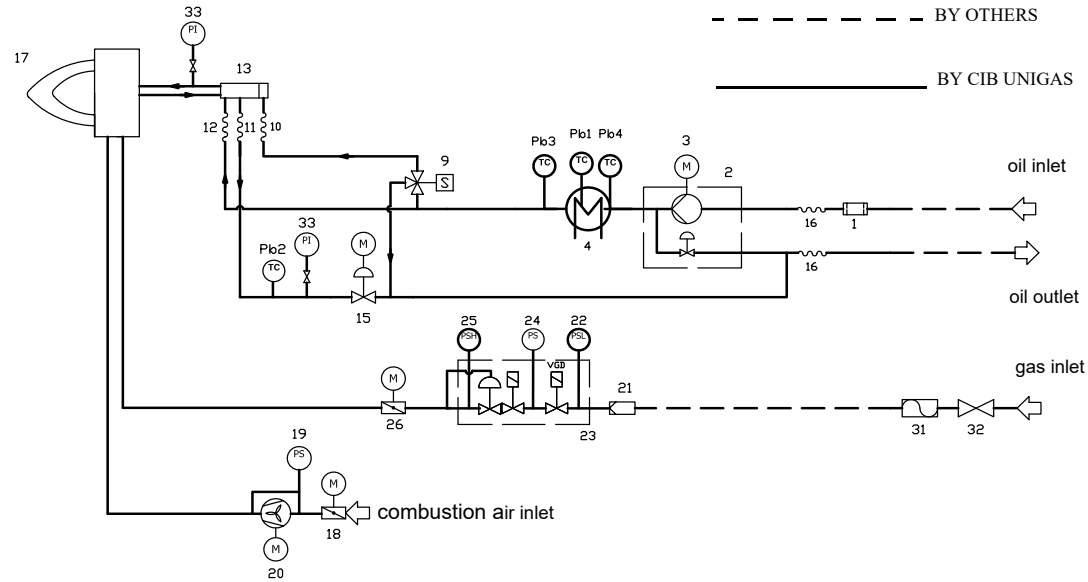 BY OTHERS
33
PI
17
13
BY CIB UNIGAS
12
11
10
Pb3
Pb1
Pb4
3
TC
TC
TC
M
2
9
S
oil inlet
4
16
1
33
M
PI
Pb2
TC
16
15
oil outlet
25
24
22
PSH
PS
PSL
VGD
M
21
gas inlet
26
23
31
32
19
PS
M
combustion air inlet
18
M
20